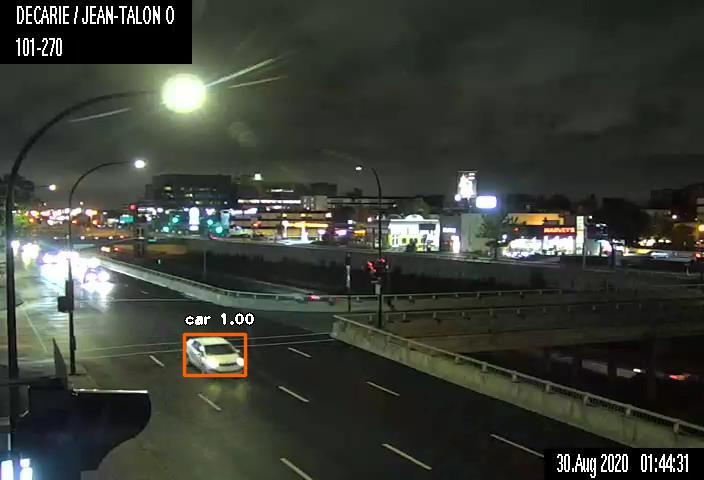 DECARIE / JEAN-TALON O
101-270
car 1.00
HARVEY'S
30.Aug 2020 01:44:31